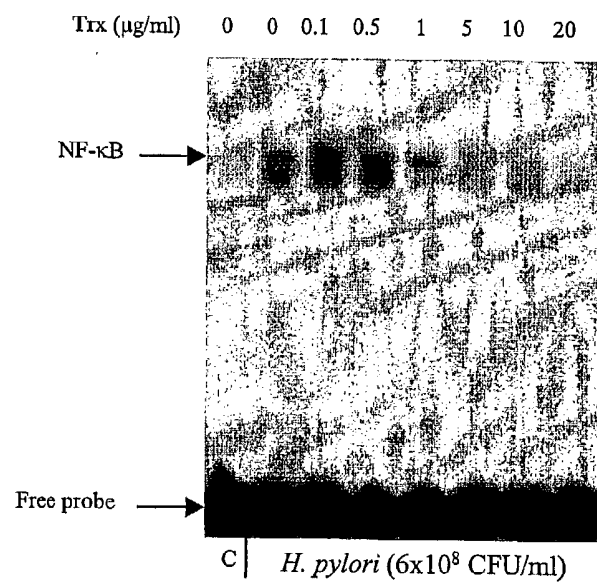 Trx (µg/ml) 0 0 0.1 0.5 1 5 10 20
NF-κB
Free probe
C H. pylori (6x10⁸ CFU/ml)